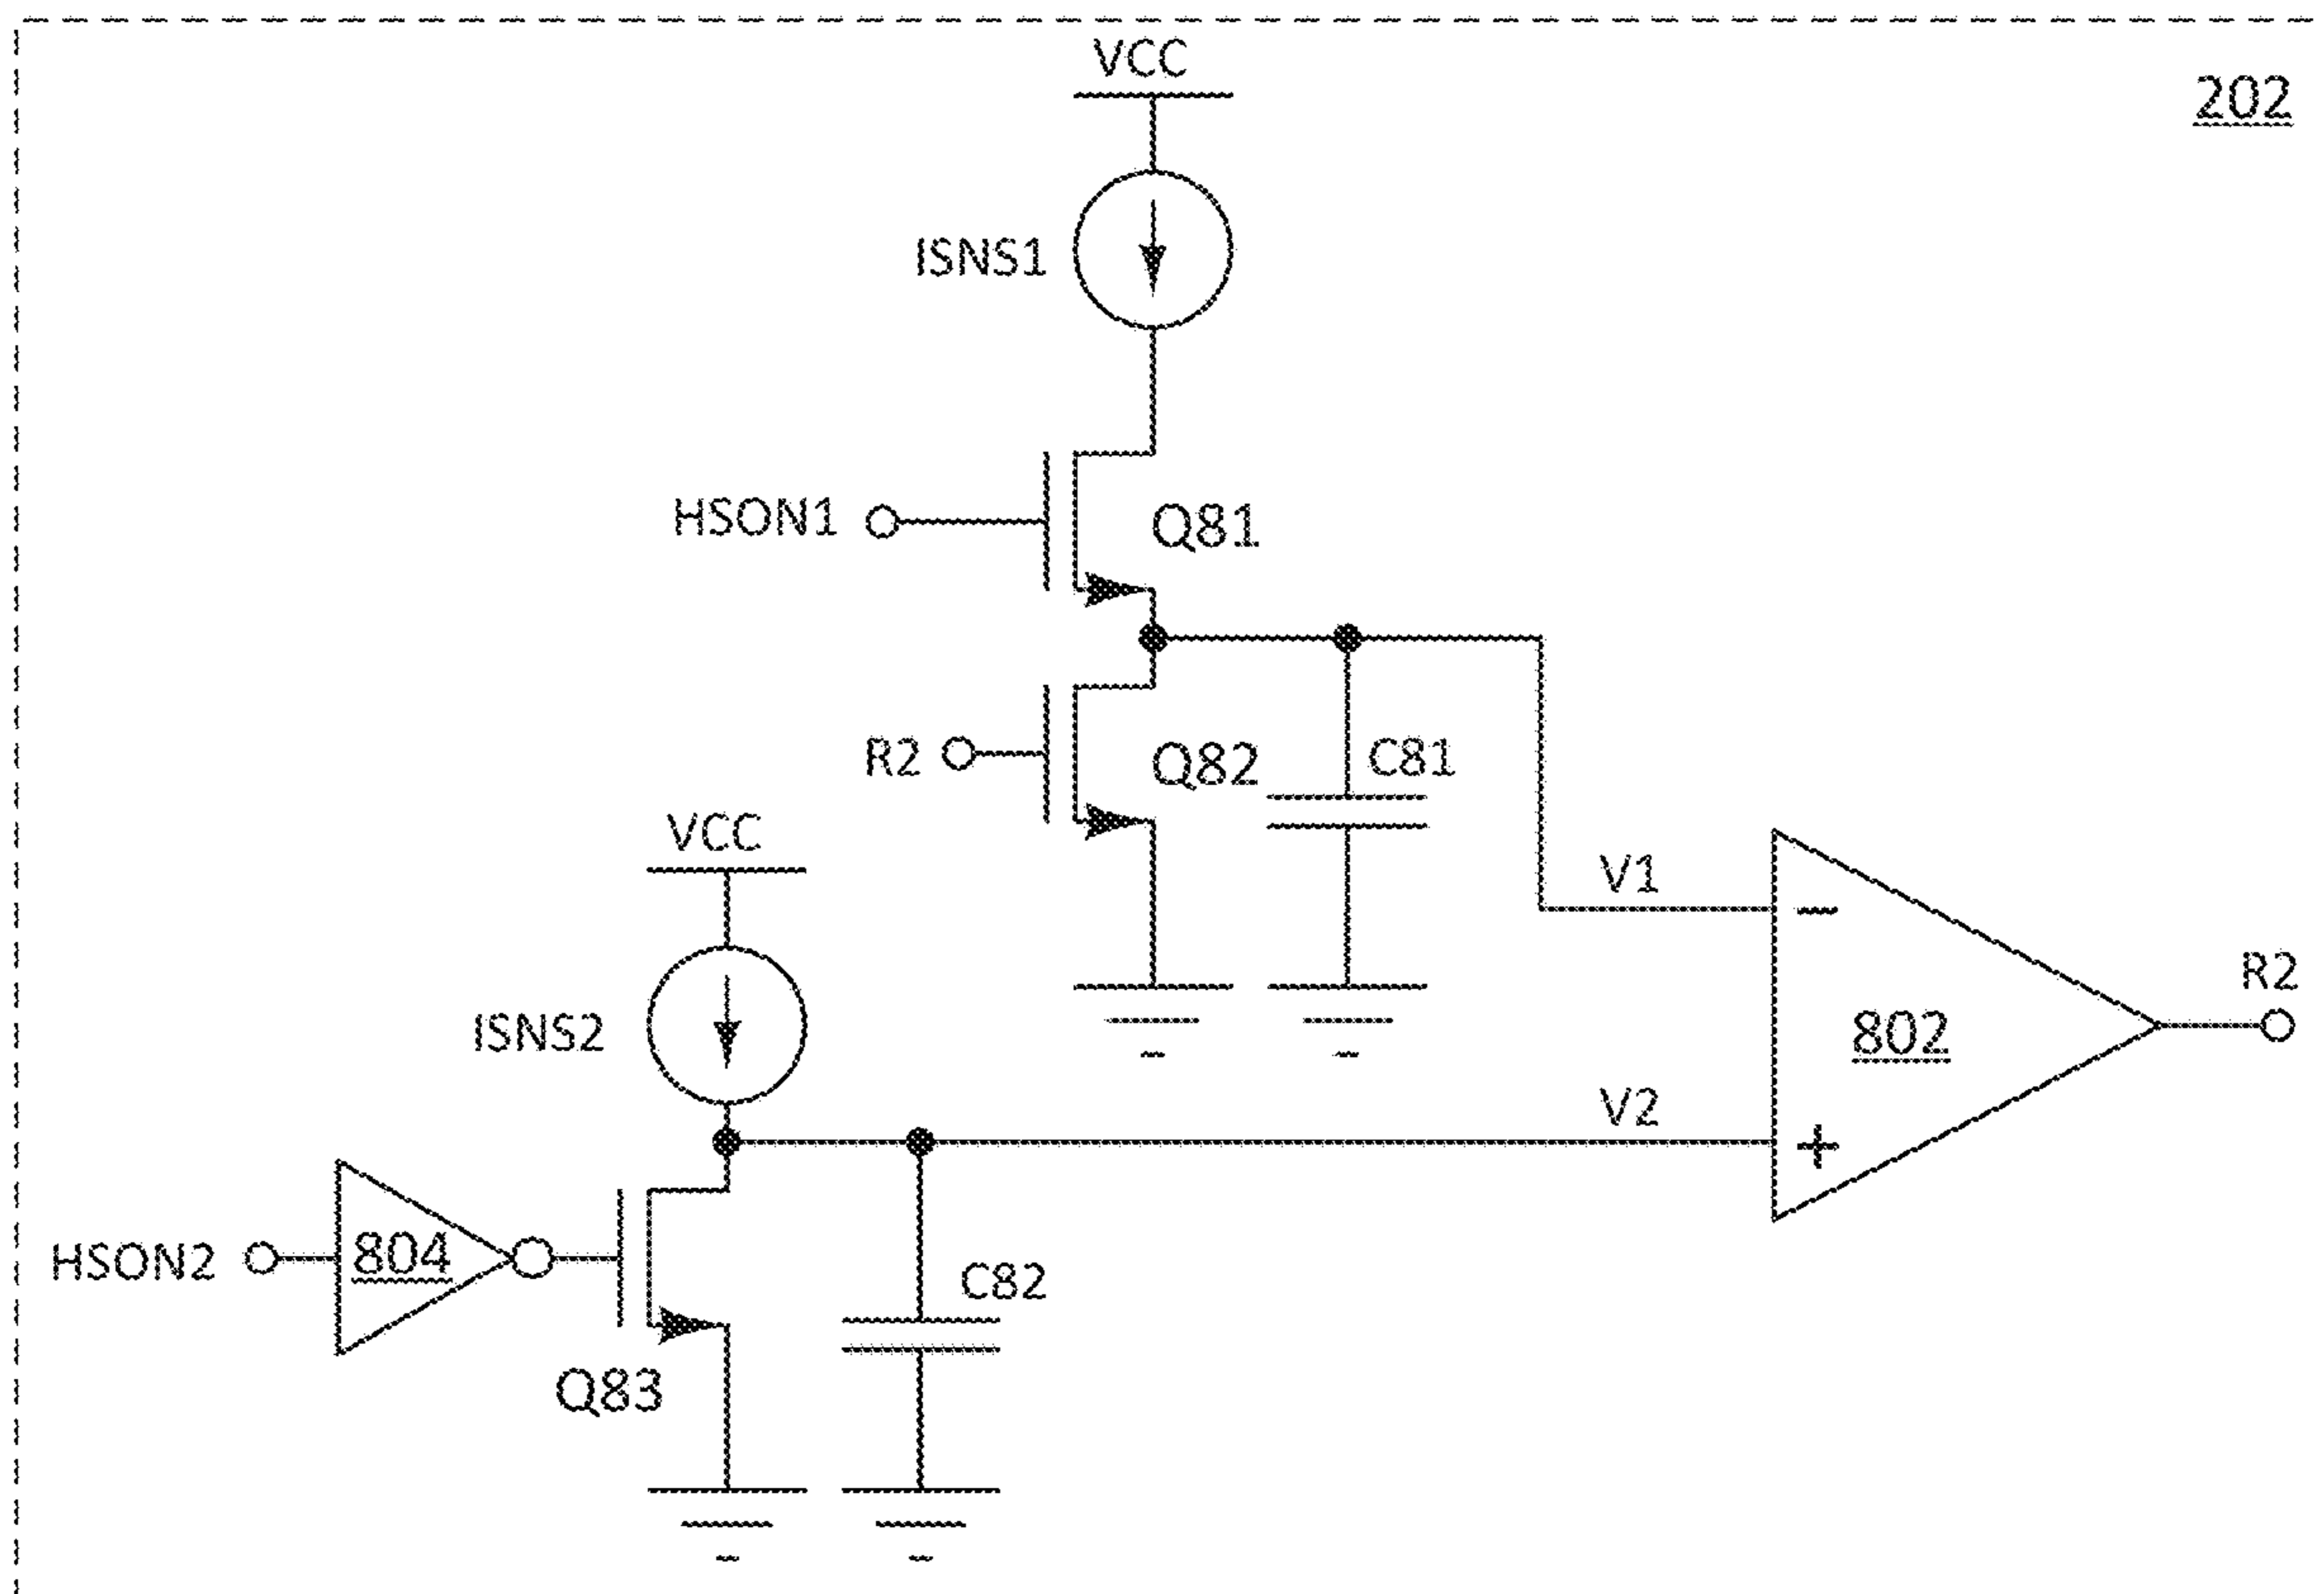 VCC
202
ISNS1
HSON1
Q81
R2
Q82
C81
VCC
V1
−
R2
ISNS2
802
V2
+
HSON2
804
C82
Q83